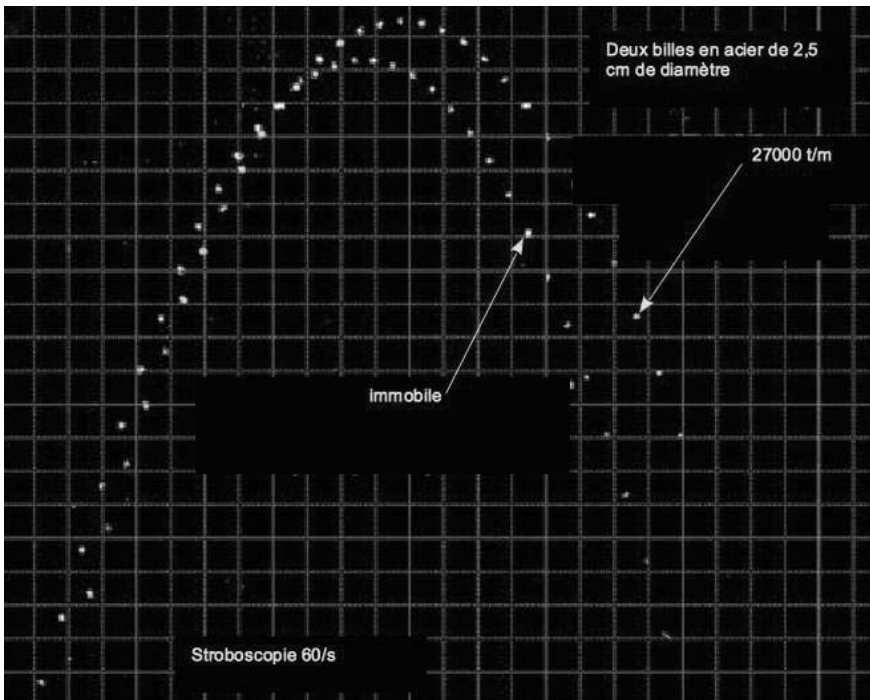 Deux billes en acier de 2,5
cm de diamètre
27000 t/m
immobile
Stroboscopie 60/s